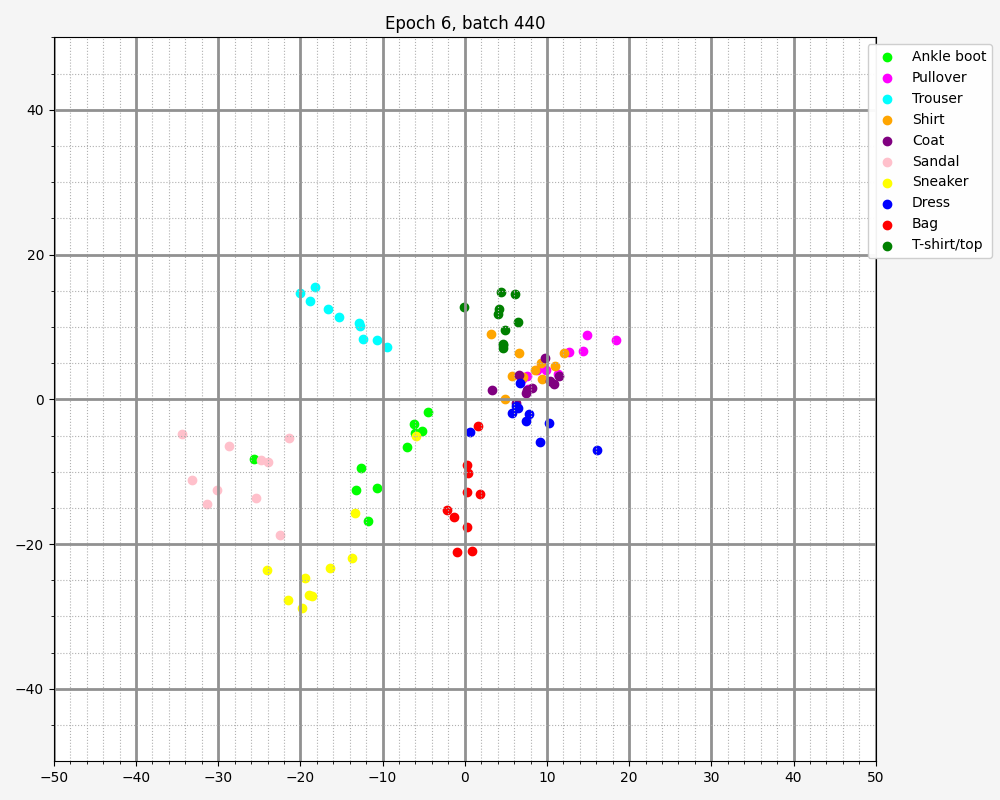 Epoch 6, batch 440
Ankle boot
Pullover
Trouser
Shirt
Coat
Sandal
Sneaker
Dress
Bag
T-shirt/top
40
20
0
−20
−40
−50 −40 −30 −20 −10 0 10 20 30 40 50